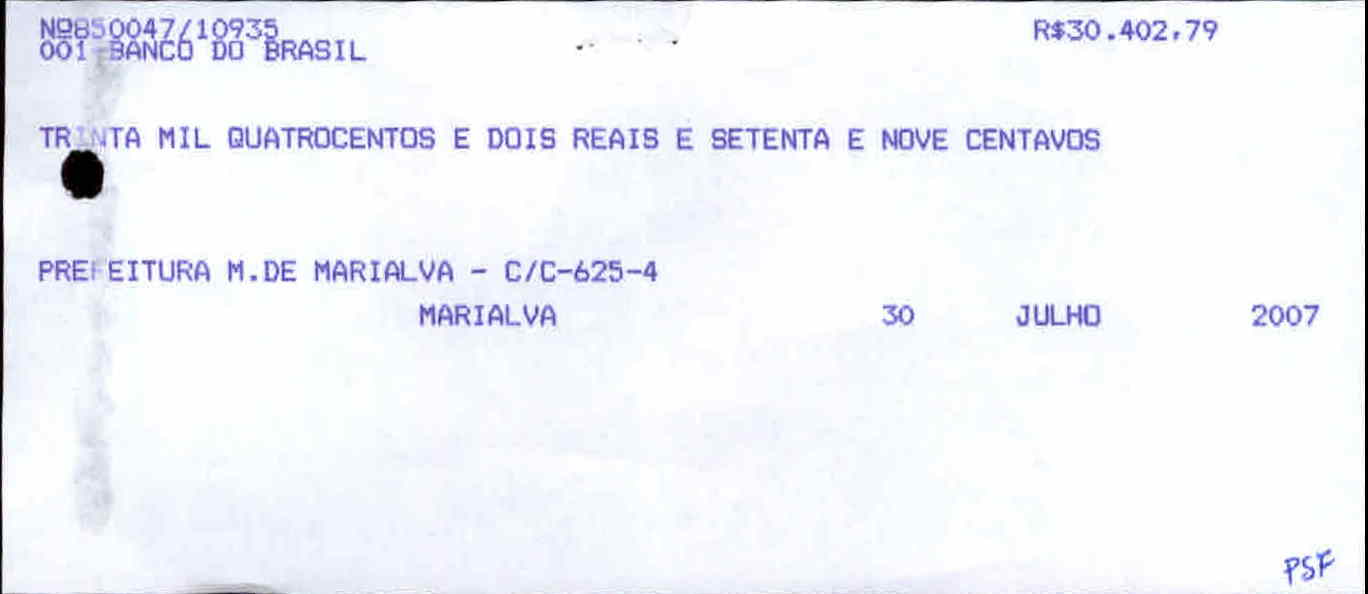 Nº850047/10935 R$30.402,79
001-BANCO DO BRASIL
TRINTA MIL QUATROCENTOS E DOIS REAIS E SETENTA E NOVE CENTAVOS
PREFEITURA M.DE MARIALVA - C/C-625-4
MARIALVA 30 JULHO 2007
PSF